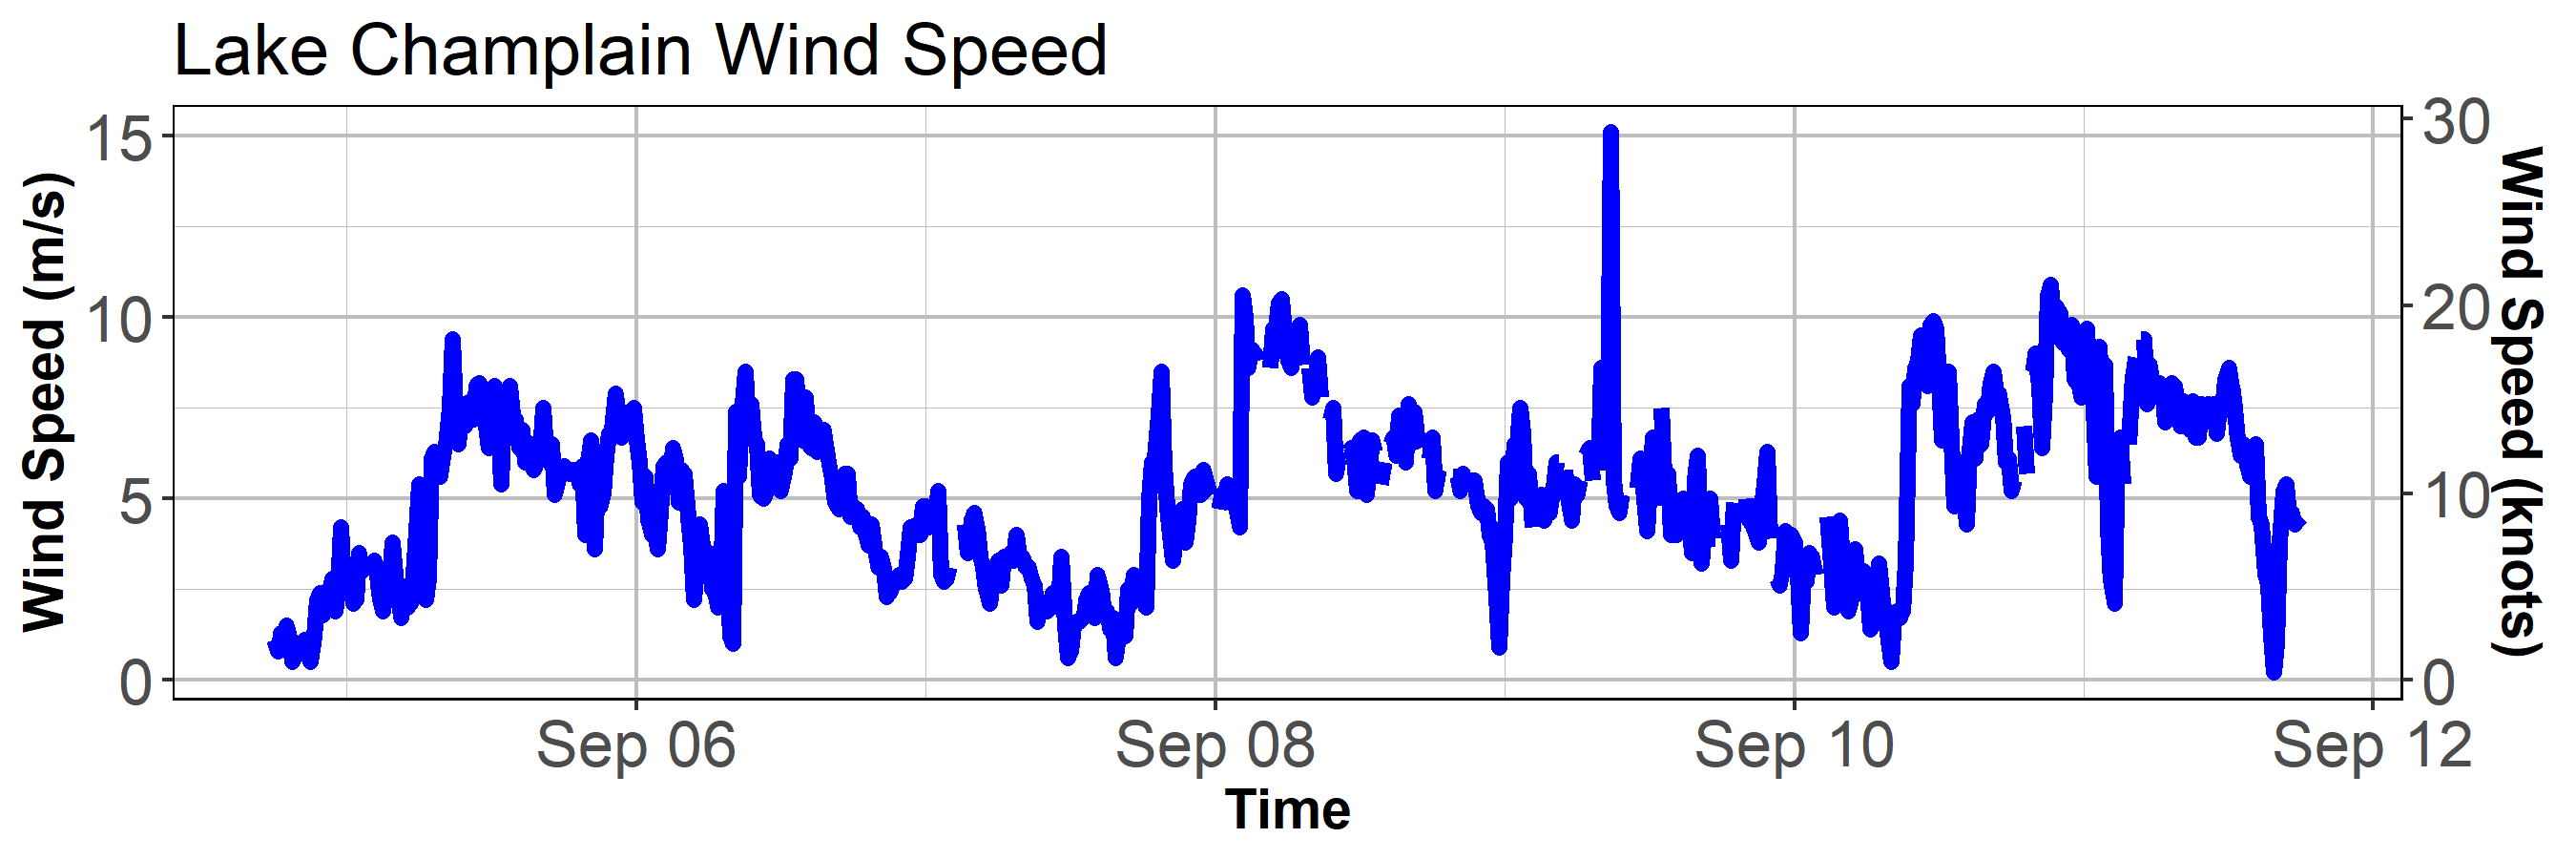 Lake Champlain Wind Speed
Wind Speed (m/s)
15
10
5
0
30
20
10
0
Wind Speed (knots)
Sep 06
Sep 08
Sep 10
Sep 12
Time